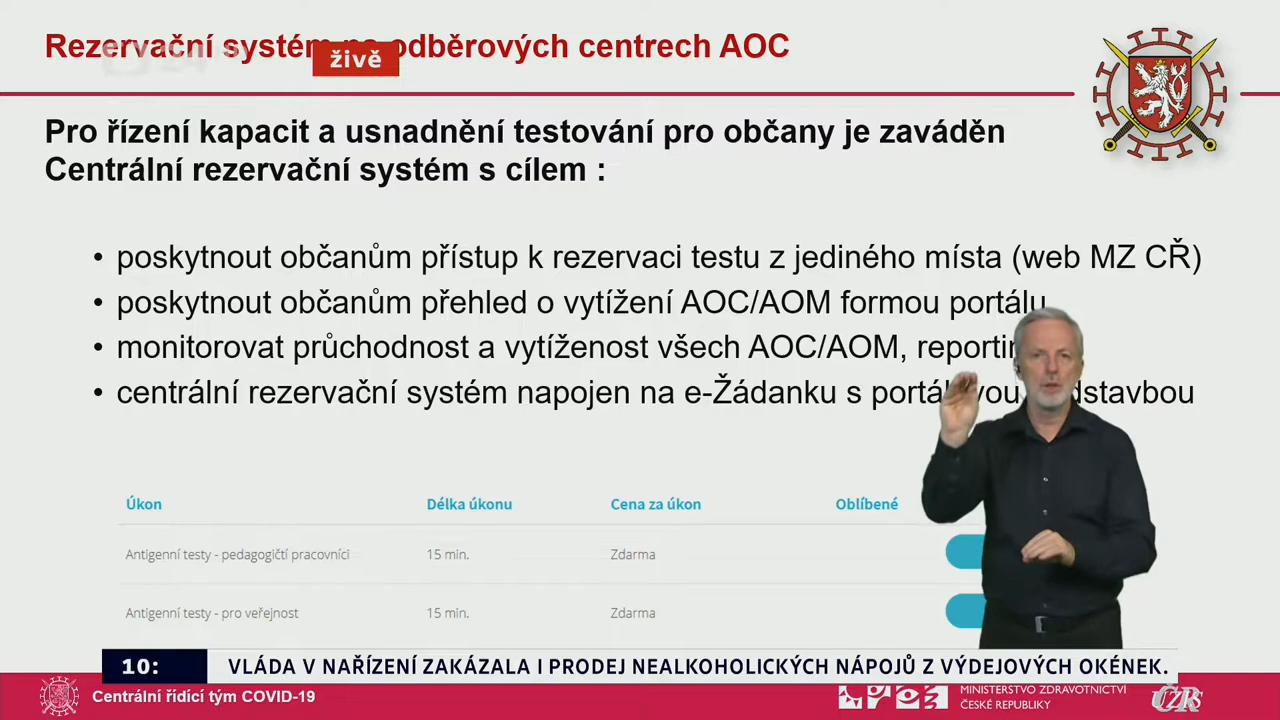 Rezervační systém na odběrových centrech AOC
živě
24
Pro řízení kapacit a usnadnění testování pro občany je zaváděn
Centrální rezervační systém s cílem :
• poskytnout občanům přístup k rezervaci testu z jediného místa (web MZ CŘ)
• poskytnout občanům přehled o vytížení AOC/AOM formou portálu
• monitorovat průchodnost a vytíženost všech AOC/AOM,
• centrální rezervační systém napojen na e-Žádanku s
Úkon Délka úkonu Cena za úkon Oblíbené
Antigenní testy - pedagogičtí pracovníci 15 min. Zdarma
Antigenní testy - pro veřejnost 15 min. Zdarma
10: VLÁDA V NAŘÍZENÍ ZAKÁZALA I PRODEJ NEALKOHOLICKÝCH NÁPOJŮ Z VÝDEJOVÝCH OKÉNEK.
Centrální řídící tým COVID-19
MINISTERSTVO ZDRAVOTNICTVÍ
ČESKÉ REPUBLIKY